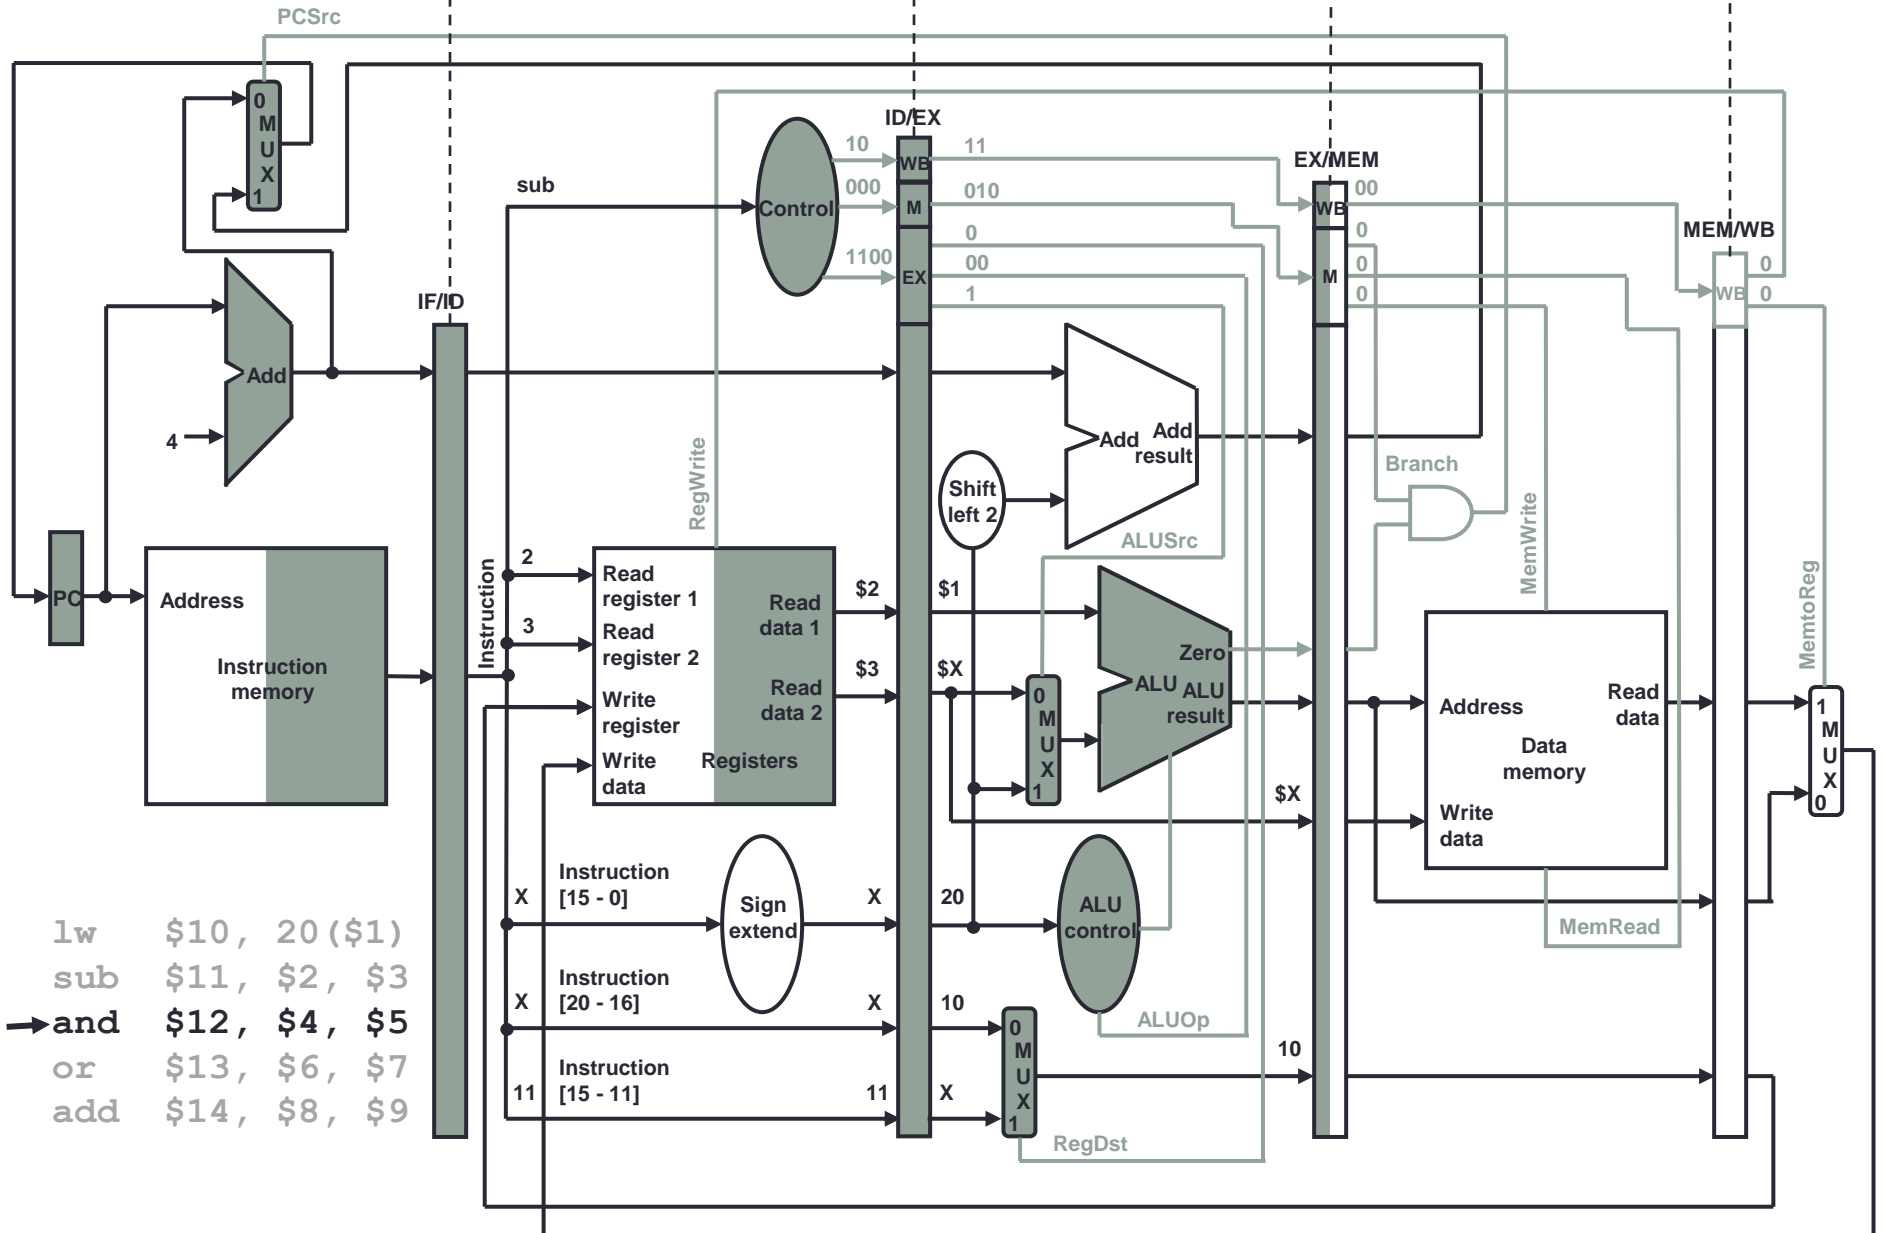 PCSrc
0
M
U
X
1
ID/EX
10
WB
11
EX/MEM
sub
Control
000
M
010
WB
00
0
MEM/WB
1100
EX
0
00
1
M
0
0
WB
0
0
IF/ID
Add
4
Add
Add
result
RegWrite
Shift
left 2
Branch
ALUSrc
MemWrite
MemtoReg
PC
Address
Instruction
memory
Instruction
2
Read
register 1
3
Read
register 2
Write
register
Write
data
Registers
Read
data 1
Read
data 2
$2
$1
$3
$X
0
M
U
X
1
Zero
ALU
ALU
result
$X
Address
Read
data
Data
memory
Write
data
1
M
U
X
0
Instruction
[15 - 0]
X
Sign
extend
X
20
ALU
control
MemRead
Instruction
[20 - 16]
X
X
10
0
M
U
X
1
ALUOp
10
Instruction
[15 - 11]
11
11
X
RegDst
lw $10, 20($1)
sub $11, $2, $3
and $12, $4, $5
or $13, $6, $7
add $14, $8, $9